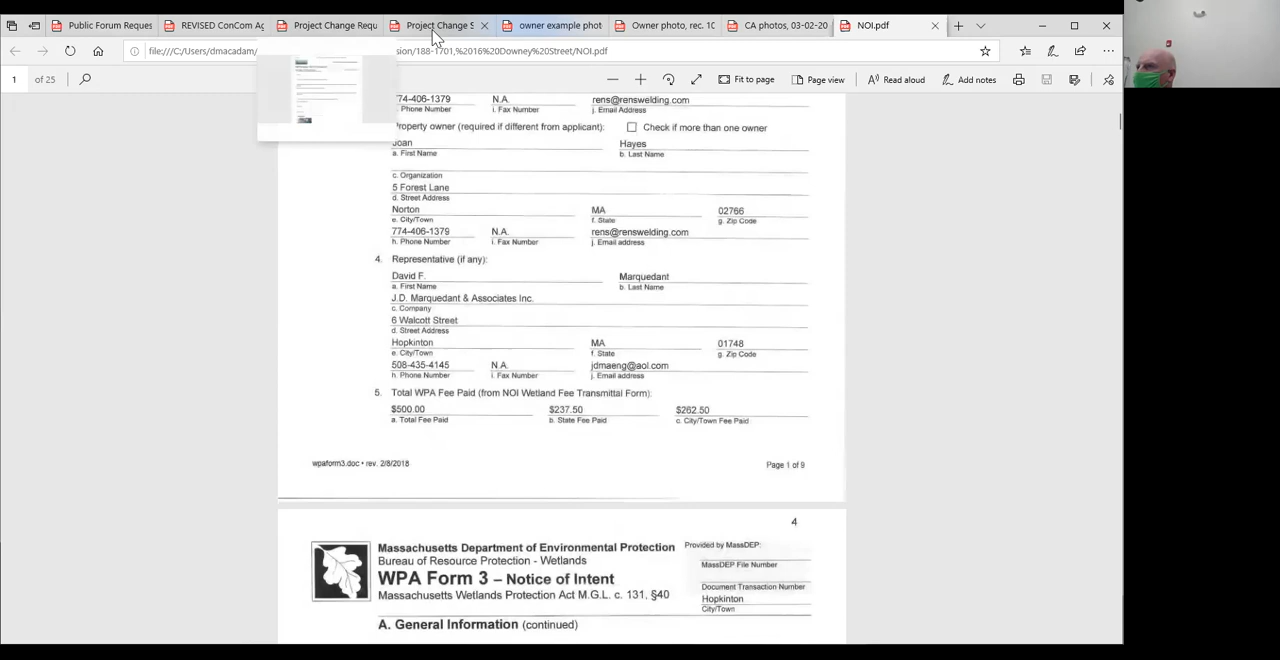 Public Forum Reques
REVISED ConCom Ag
Project Change Requ
Project Change S
owner example phot
Owner photo, rec. 10
CA photos, 03-02-20
NOI.pdf
sion/188-1701,%2016%20Downey%20Street/NOI.pdf
Fit to page
Page view
Read aloud
Add notes
774-406-1379 N.A. rens@renswelding.com
Phone Number i. Fax Number j. Email Address
Property owner (required if different from applicant): Check if more than one owner
Joan Hayes
a. First Name b. Last Name
c. Organization
5 Forest Lane
d. Street Address
Norton MA 02766
e. City/Town f. State g. Zip Code
774-406-1379 N.A. rens@renswelding.com
h. Phone Number i. Fax Number j. Email address
4. Representative (if any):
David F. Marquedant
a. First Name b. Last Name
J.D. Marquedant & Associates Inc.
c. Company
6 Walcott Street
d. Street Address
Hopkinton MA 01748
e. City/Town f. State g. Zip Code
508-435-4145 N.A. jdmaeng@aol.com
h. Phone Number i. Fax Number j. Email address
5. Total WPA Fee Paid (from NOI Wetland Fee Transmittal Form):
$500.00 $237.50 $262.50
a. Total Fee Paid b. State Fee Paid c. City/Town Fee Paid
wpaform3.doc • rev. 2/8/2018 Page 1 of 9
4
Massachusetts Department of Environmental Protection
Bureau of Resource Protection - Wetlands
WPA Form 3 – Notice of Intent
Massachusetts Wetlands Protection Act M.G.L. c. 131, §40
Provided by MassDEP:
MassDEP File Number
Document Transaction Number
Hopkinton
City/Town
A. General Information (continued)